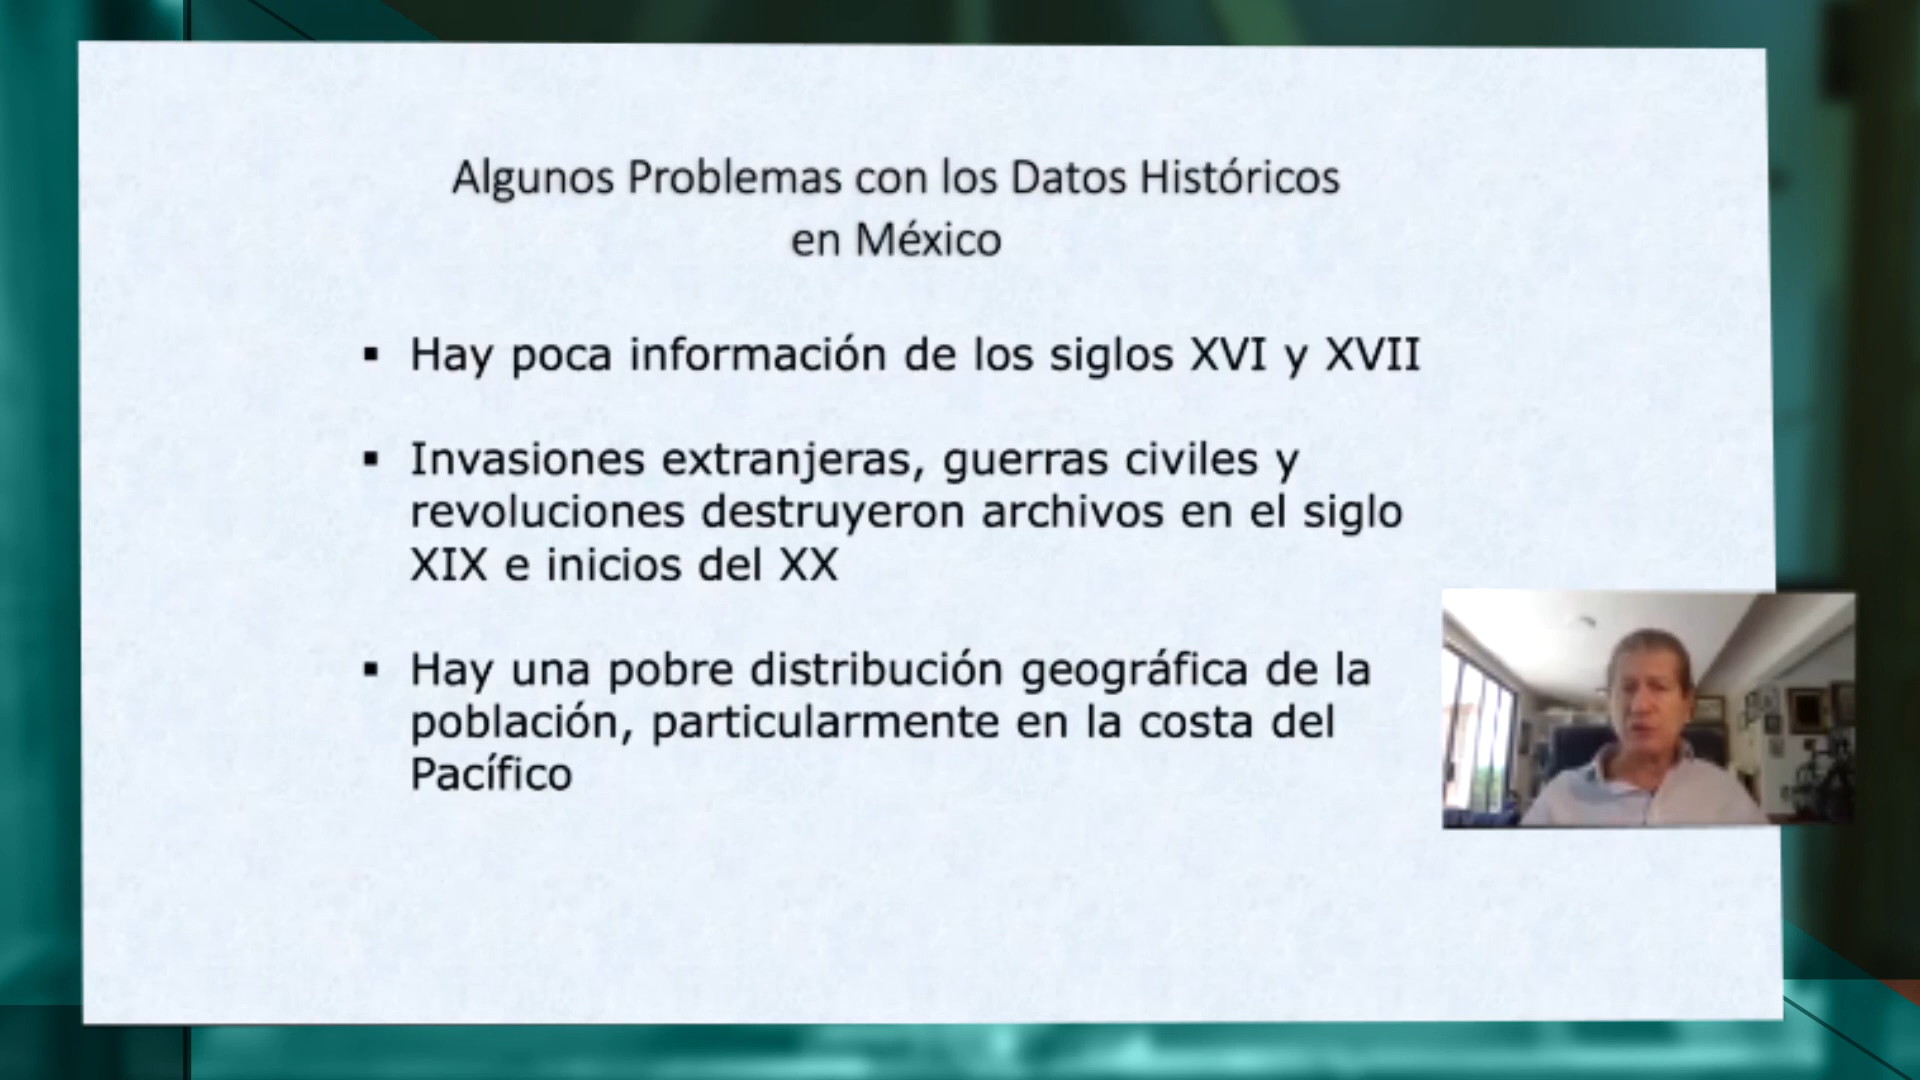 Algunos Problemas con los Datos Históricos
en México
▪ Hay poca información de los siglos XVI y XVII
▪ Invasiones extranjeras, guerras civiles y
revoluciones destruyeron archivos en el siglo
XIX e inicios del XX
▪ Hay una pobre distribución geográfica de la
población, particularmente en la costa del
Pacífico